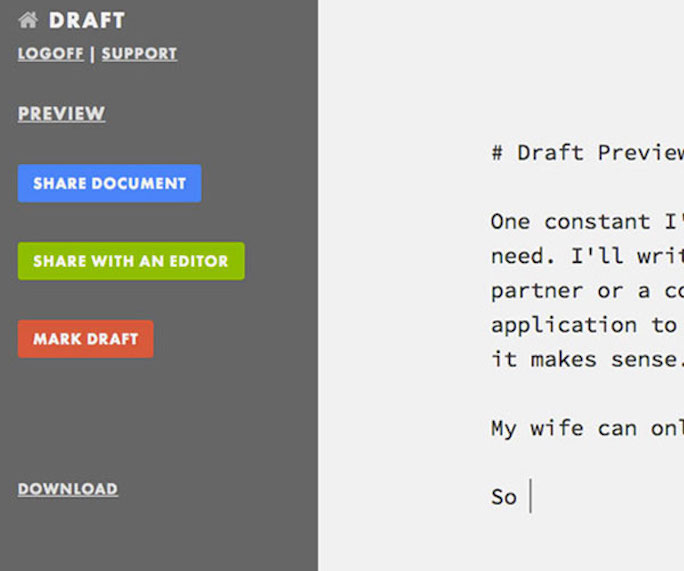 DRAFT
LOGOFF | SUPPORT
PREVIEW
SHARE DOCUMENT
SHARE WITH AN EDITOR
MARK DRAFT
DOWNLOAD
# Draft Preview
One constant I'
need. I'll writ
partner or a co
application to
it makes sense.
My wife can onl
So